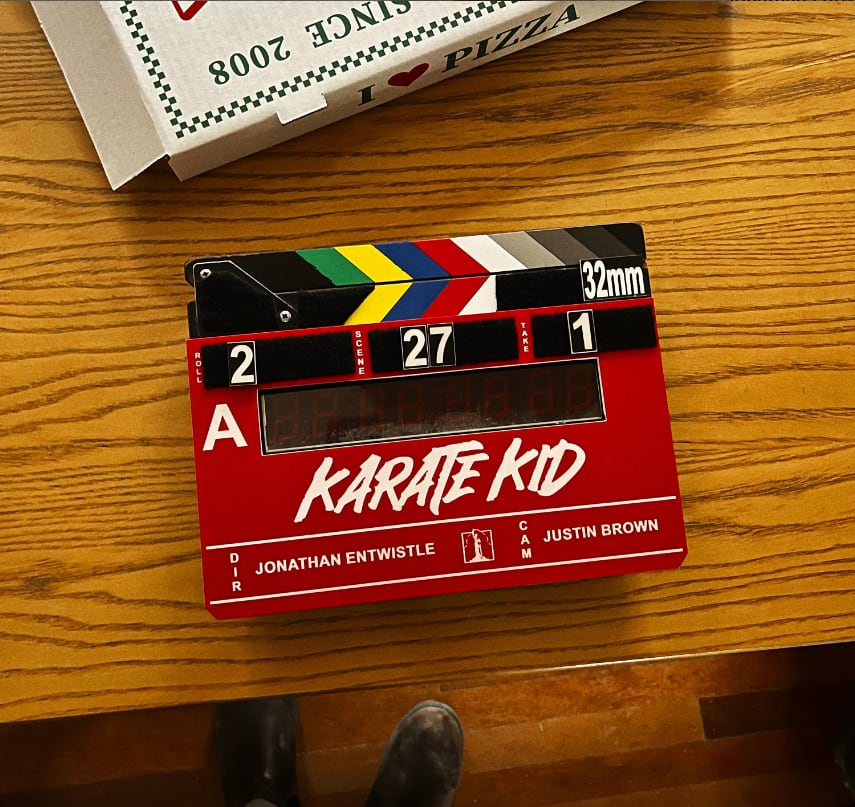 SINCE 2008
I ♥ PIZZA
32mm
ROLL 2 SCENE 27 TAKE 1
A
KARATE KID
DIR JONATHAN ENTWISTLE CAM JUSTIN BROWN